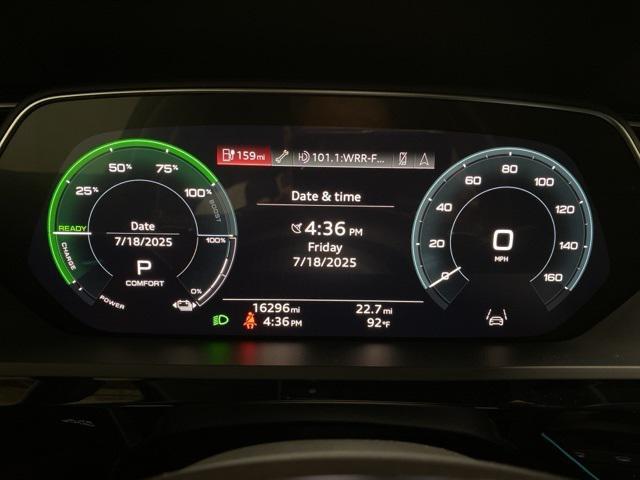 159 mi
101.1:WRR-F...
Date & time
4:36 PM
Friday
7/18/2025
16296mi
22.7mi
4:36PM
92°F
25%
50%
75%
100%
BOOST
READY
100%
CHARGE
0%
POWER
Date
7/18/2025
P
COMFORT
0
20
40
60
80
100
120
140
160
0
MPH